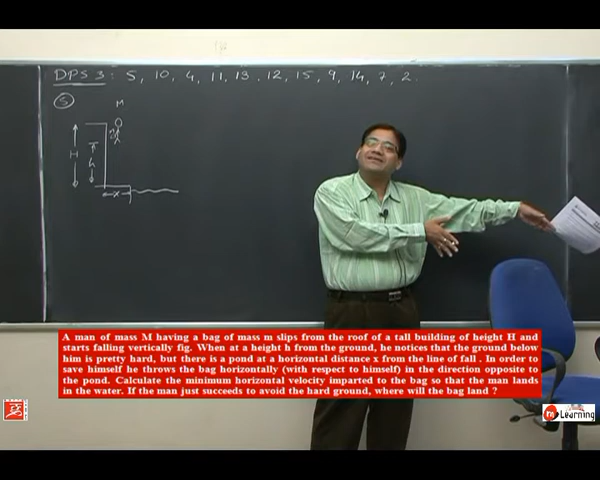 DPS 3 : 5, 10, 4, 11, 13, 12, 15, 9, 14, 7, 2.
5
M
H
h
x
A man of mass M having a bag of mass m slips from the roof of a tall building of height H and
starts falling vertically fig. When at a height h from the ground, he notices that the ground below
him is pretty hard, but there is a pond at a horizontal distance x from the line of fall . In order to
save himself he throws the bag horizontally (with respect to himself) in the direction opposite to
the pond. Calculate the minimum horizontal velocity imparted to the bag so that the man lands
in the water. If the man just succeeds to avoid the hard ground, where will the bag land ?
Learning